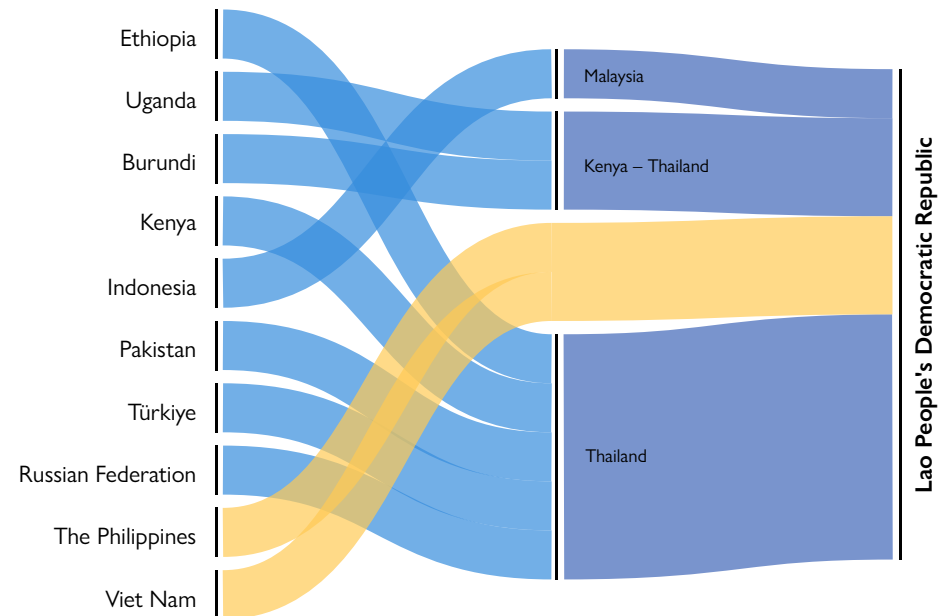 Ethiopia
Uganda
Burundi
Kenya
Indonesia
Pakistan
Türkiye
Russian Federation
The Philippines
Viet Nam
Malaysia
Kenya – Thailand
Thailand
Lao People's Democratic Republic